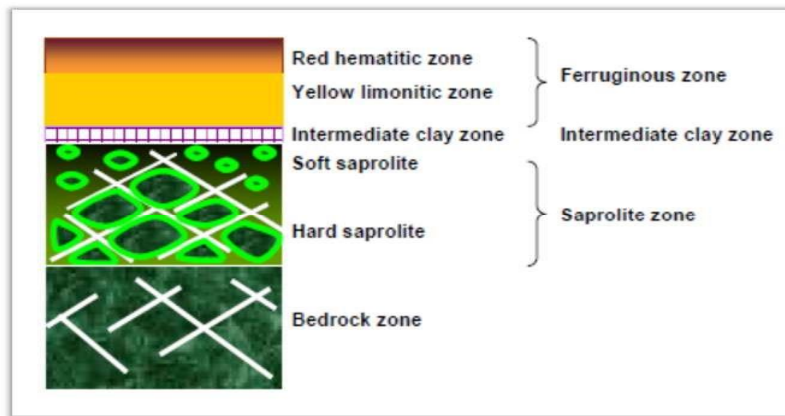 Red hematitic zone
Yellow limonitic zone
Ferruginous zone
Intermediate clay zone
Intermediate clay zone
Soft saprolite
Hard saprolite
Saprolite zone
Bedrock zone